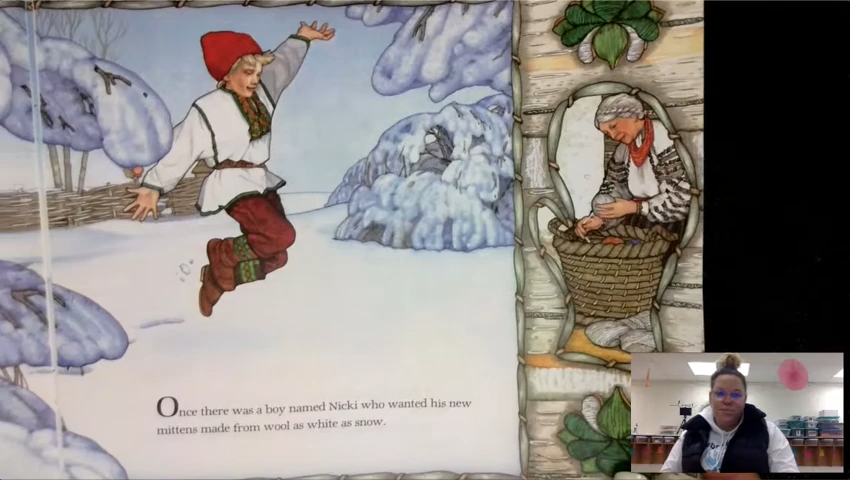 Once there was a boy named Nicki who wanted his new
mittens made from wool as white as snow.